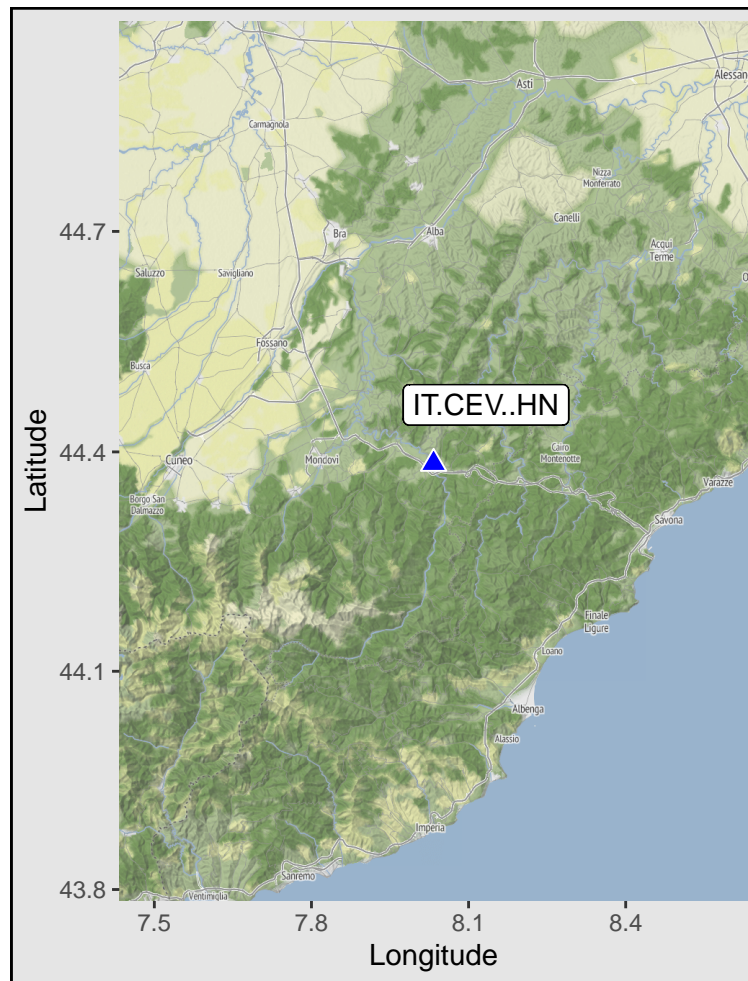 Asti
Alessan
Carmagnola
Nizza
Monferrato
Canelli
44.7
Bra
Alba
Acqui
Terme
Saluzzo
Savigliano
Fossano
Busca
IT.CEV..HN
44.4
Cuneo
Mondovì
Cairo
Montenotte
Borgo San
Dalmazzo
Varazze
Savona
Latitude
Finale
Ligure
Loano
44.1
Albenga
Alassio
Imperia
Sanremo
43.8
Ventimiglia
7.5
7.8
8.1
8.4
Longitude